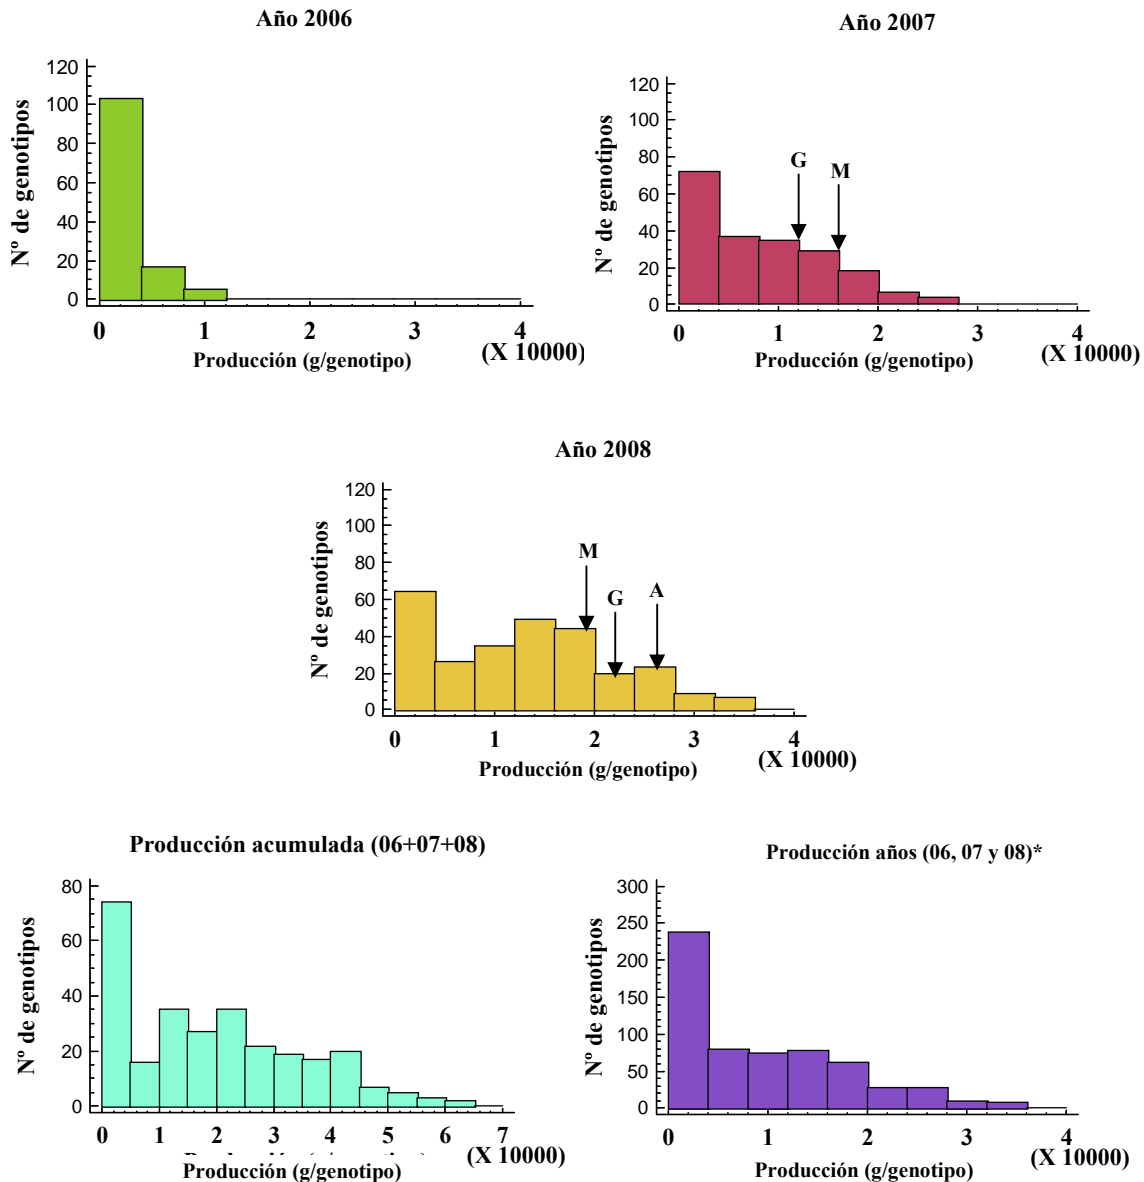 Año 2006
120
100
80
60
40
20
0
Nº de genotipos
0 1 2 3 4
(X 10000)
Producción (g/genotipo)
Año 2007
120
100
80
60
40
20
0
Nº de genotipos
G
M
0 1 2 3 4
(X 10000)
Producción (g/genotipo)
Año 2008
120
100
80
60
40
20
0
Nº de genotipos
M
G
A
0 1 2 3 4
(X 10000)
Producción (g/genotipo)
Producción acumulada (06+07+08)
80
60
40
20
0
Nº de genotipos
0 1 2 3 4 5 6 7
(X 10000)
Producción (g/genotipo)
Producción años (06, 07 y 08)*
300
250
200
150
100
50
0
Nº de genotipos
0 1 2 3 4
(X 10000)
Producción (g/genotipo)